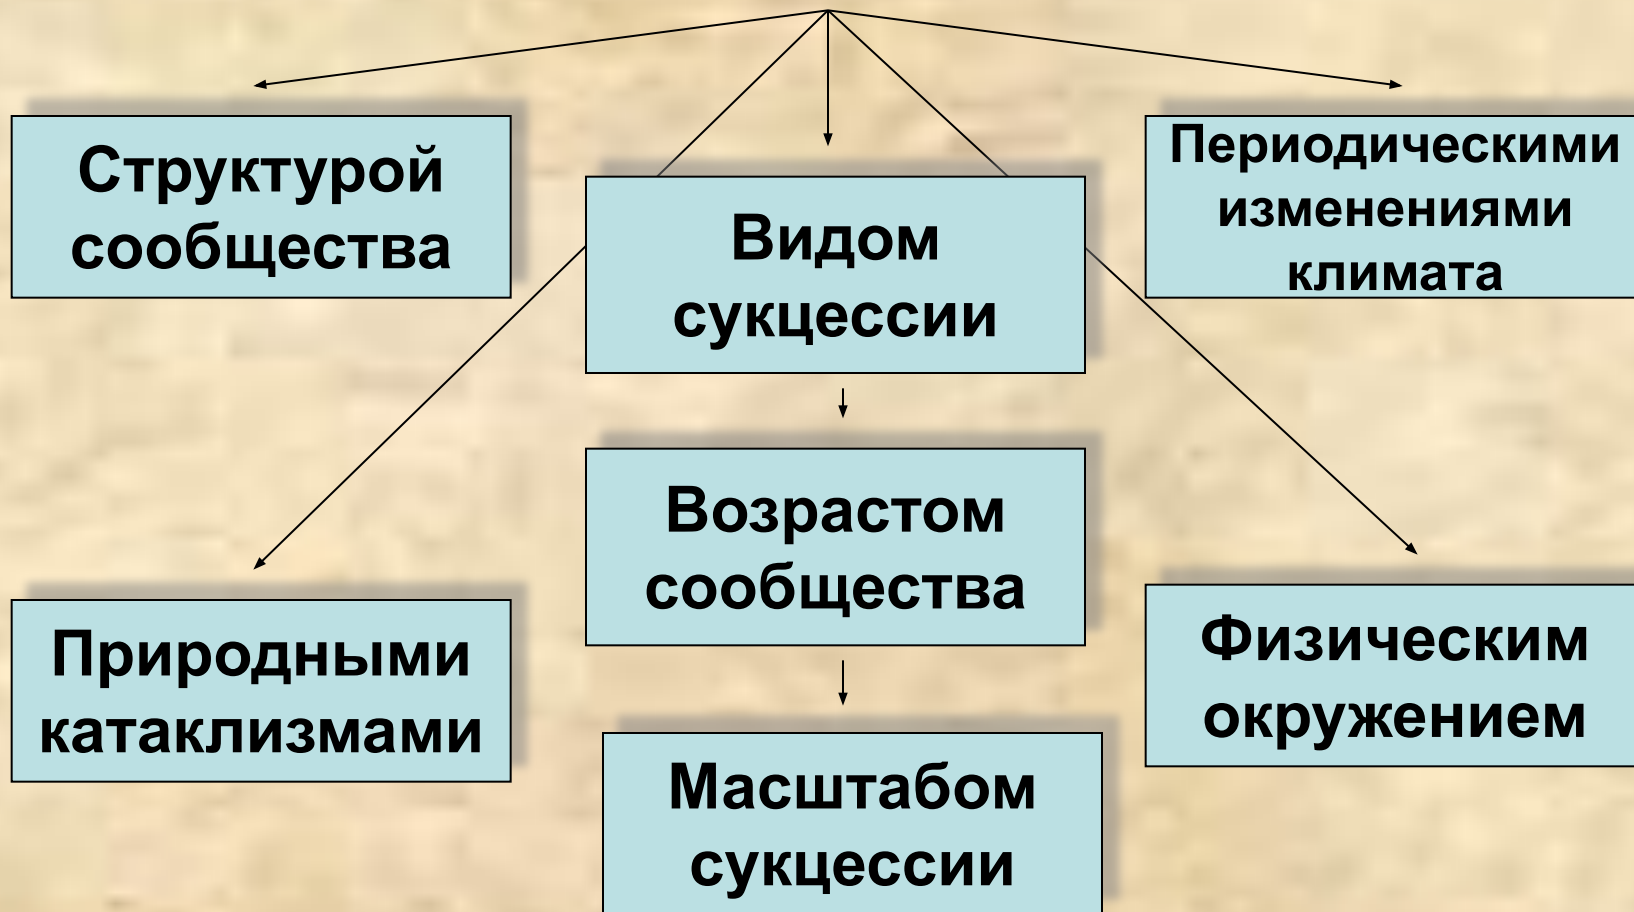 Структурой
сообщества
Видом
сукцессии
Периодическими
изменениями
климата
Возрастом
сообщества
Природными
катаклизмами
Физическим
окружением
Масштабом
сукцессии